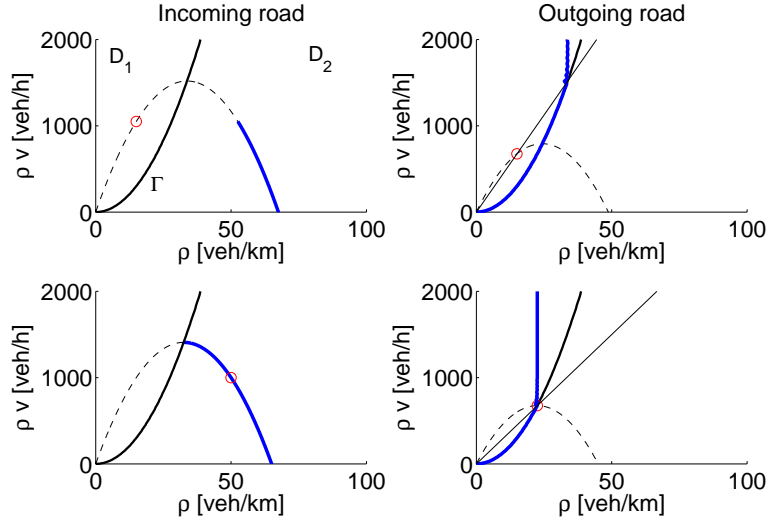 Incoming road
Outgoing road
2000
1000
0
ρ v [veh/h]
D1
D2
Γ
0
50
100
ρ [veh/km]
2000
1000
0
ρ v [veh/h]
0
50
100
ρ [veh/km]
2000
1000
0
ρ v [veh/h]
0
50
100
ρ [veh/km]
2000
1000
0
ρ v [veh/h]
0
50
100
ρ [veh/km]